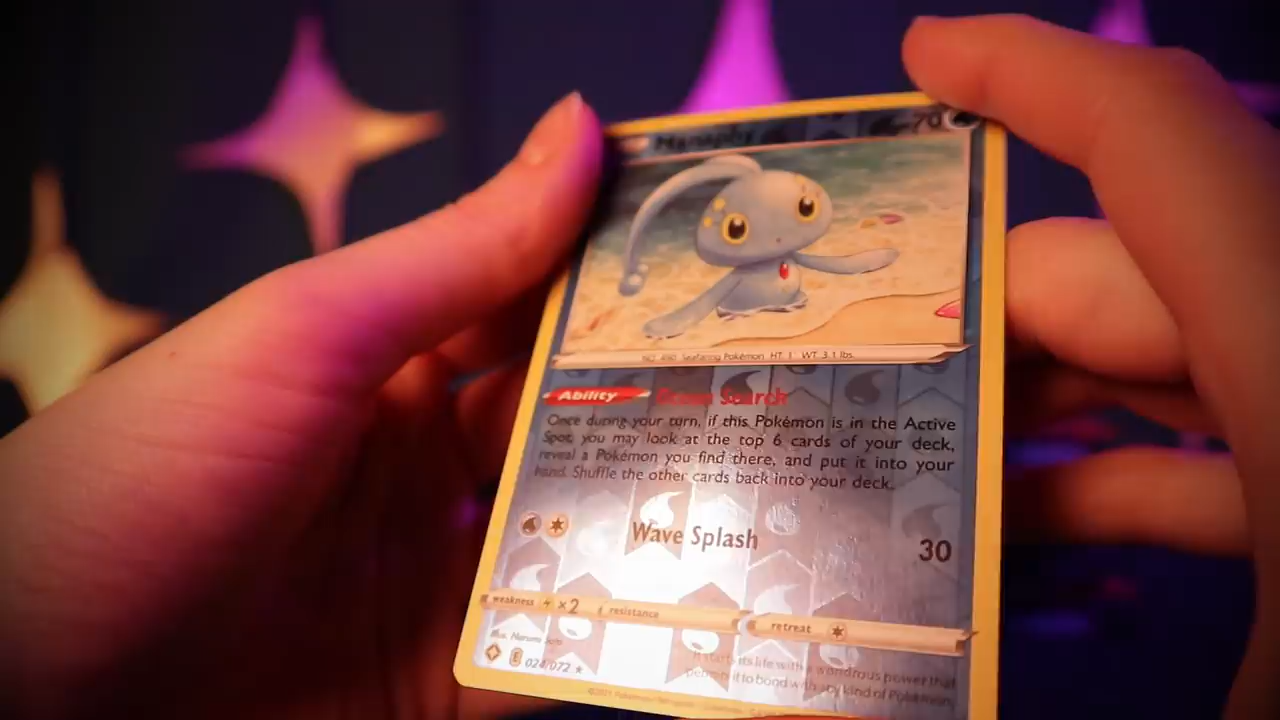 Manaphy 70
NO. 490 Seafaring Pokémon HT: 1 WT: 3.1 lbs.
Ability Ocean Search
Once during your turn, if this Pokémon is in the Active
Spot, you may look at the top 6 cards of your deck,
reveal a Pokémon you find there, and put it into your
hand. Shuffle the other cards back into your deck.
Wave Splash 30
weakness ×2 resistance retreat
Illus. Narumi Sato
E 024/072 ★
It starts its life with a wondrous power that
permits it to bond with any kind of Pokémon.
©2021 Pokémon